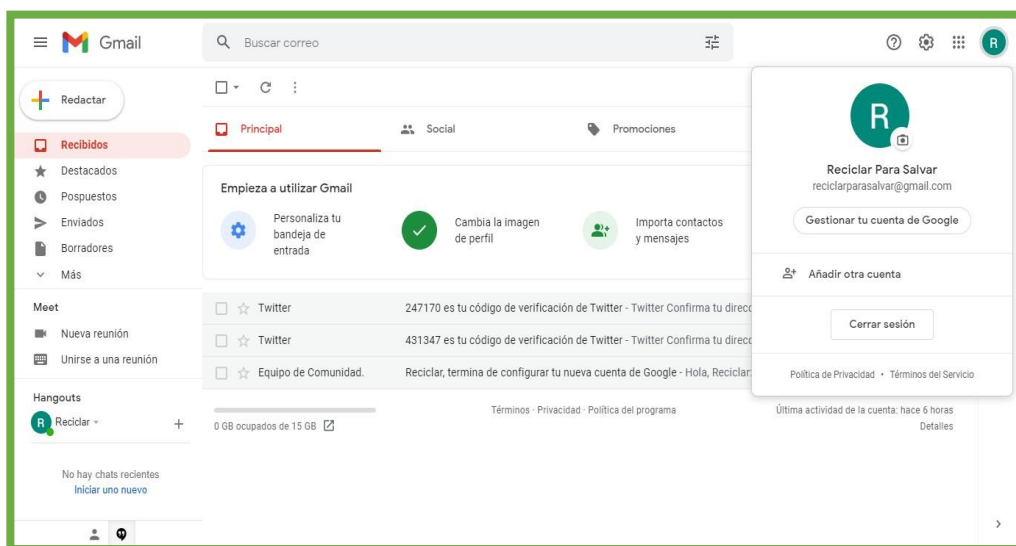 Gmail
Buscar correo
R
Redactar
Recibidos
Destacados
Pospuestos
Enviados
Borradores
Más
Meet
Nueva reunión
Unirse a una reunión
Hangouts
R
Reciclar
No hay chats recientes
Iniciar uno nuevo
Principal
Social
Promociones
Empieza a utilizar Gmail
Personaliza tu
bandeja de
entrada
Cambia la imagen
de perfil
Importa contactos
y mensajes
Twitter
247170 es tu código de verificación de Twitter - Twitter Confirma tu direcc
Twitter
431347 es tu código de verificación de Twitter - Twitter Confirma tu direcc
Equipo de Comunidad.
Reciclar, termina de configurar tu nueva cuenta de Google - Hola, Reciclar:
0 GB ocupados de 15 GB
Términos · Privacidad · Política del programa
Última actividad de la cuenta: hace 6 horas
Detalles
R
Reciclar Para Salvar
reciclarparasalvar@gmail.com
Gestionar tu cuenta de Google
Añadir otra cuenta
Cerrar sesión
Política de Privacidad • Términos del Servicio